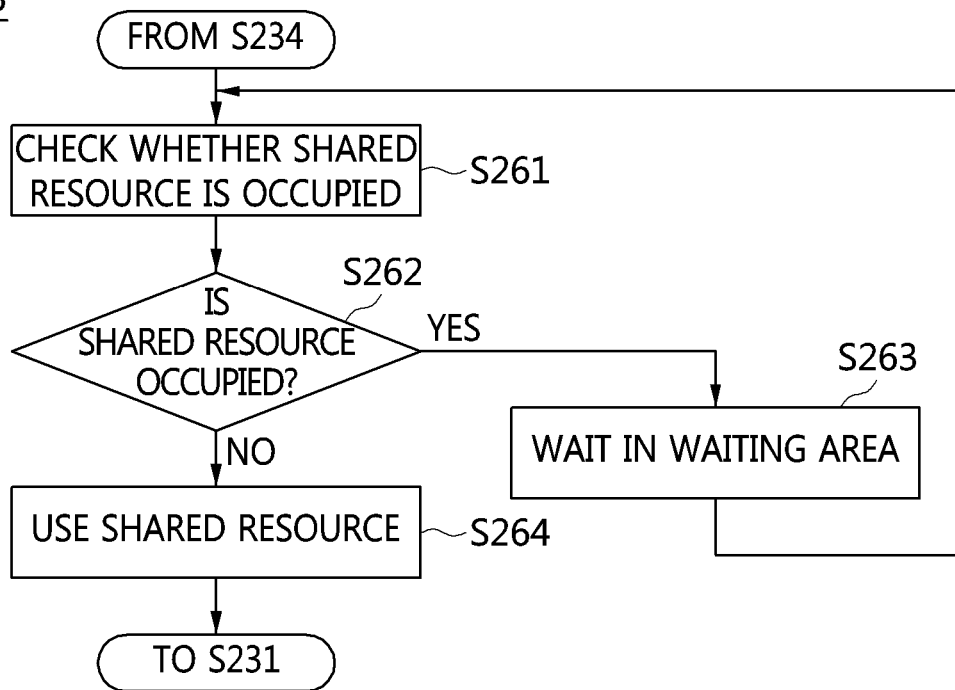 FROM S234
CHECK WHETHER SHARED
RESOURCE IS OCCUPIED
S261
S262
IS
SHARED RESOURCE
OCCUPIED?
YES
S263
WAIT IN WAITING AREA
NO
USE SHARED RESOURCE
S264
TO S231